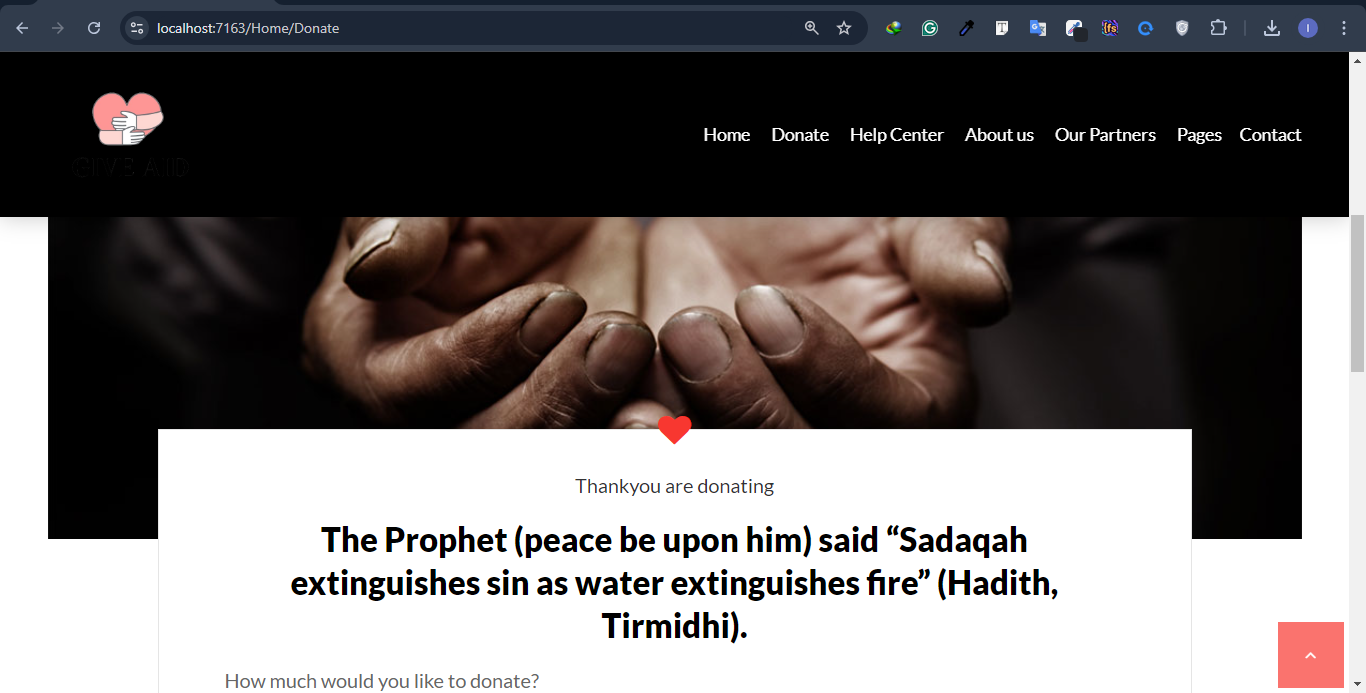 localhost:7163/Home/Donate
GIVE AID
Home Donate Help Center About us Our Partners Pages Contact
Thankyou are donating
The Prophet (peace be upon him) said “Sadaqah
extinguishes sin as water extinguishes fire” (Hadith,
Tirmidhi).
How much would you like to donate?